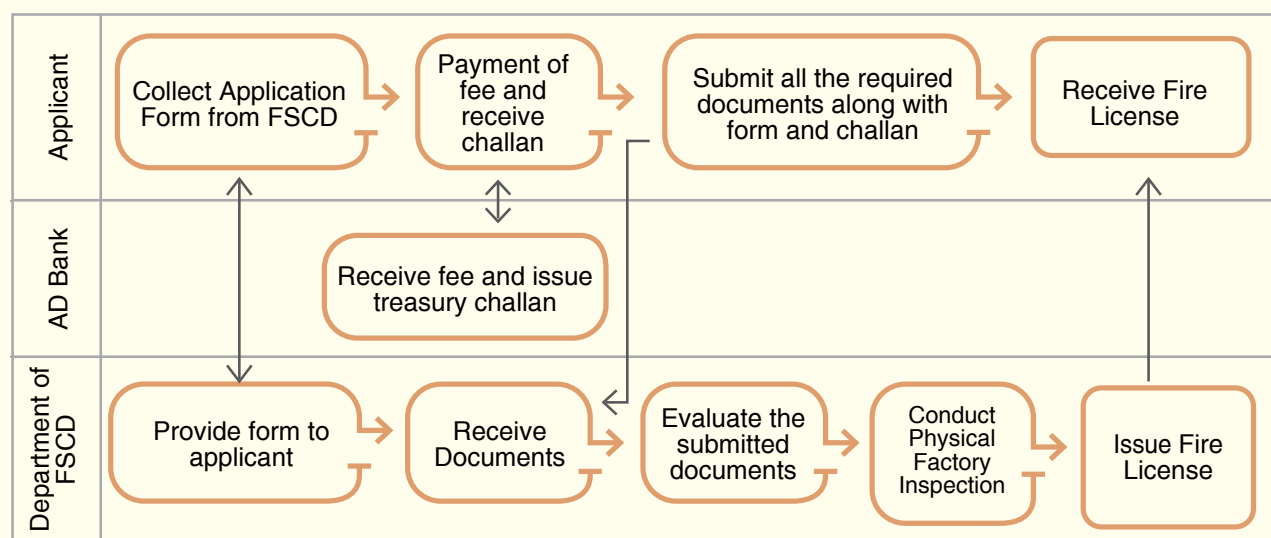 Applicant
Collect Application
Form from FSCD
Payment of
fee and
receive
challan
Submit all the required
documents along with
form and challan
Receive Fire
License
AD Bank
Receive fee and issue
treasury challan
Department of
FSCD
Provide form to
applicant
Receive
Documents
Evaluate the
submitted
documents
Conduct
Physical
Factory
Inspection
Issue Fire
License